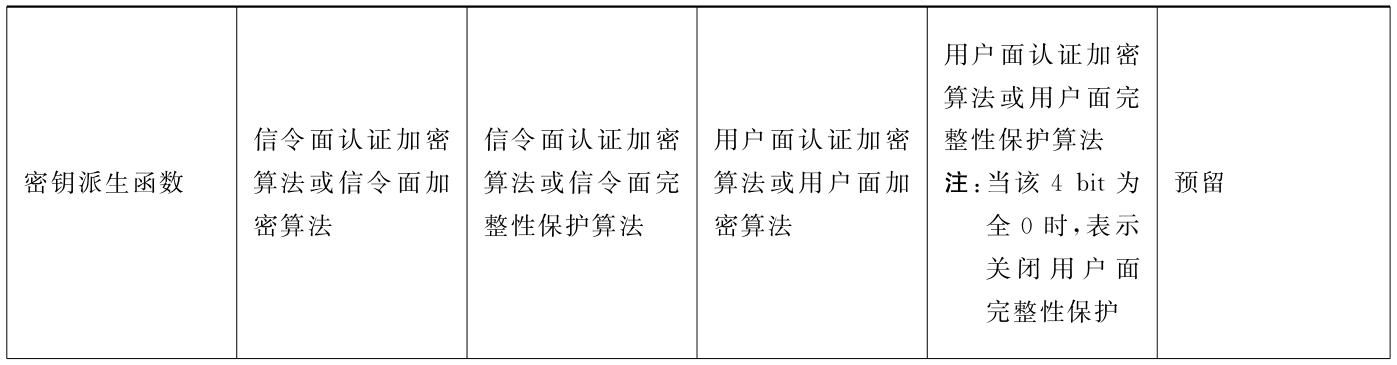 密钥派生函数
信令面认证加密
算法或信令面加
密算法
信令面认证加密
算法或信令面完
整性保护算法
用户面认证加密
算法或用户面加
密算法
用户面认证加密
算法或用户面完
整性保护算法
注:当该 4 bit 为
全 0 时,表示
关闭用户面
完整性保护
预留